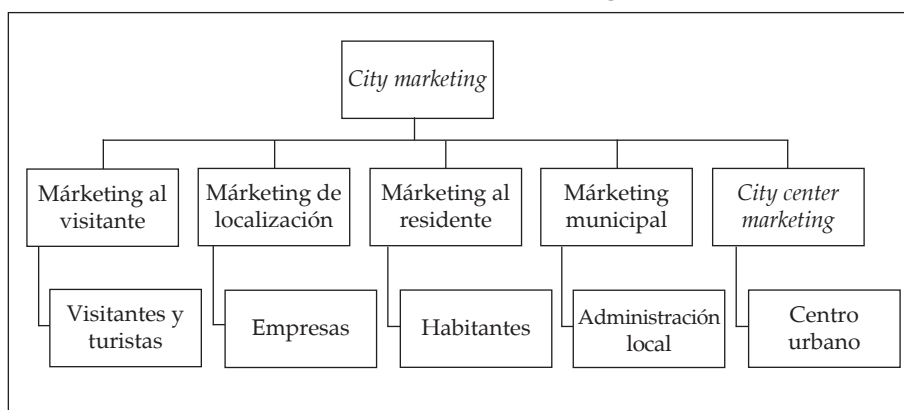 City marketing
Márketing al
visitante
Márketing de
localización
Márketing al
residente
Márketing
municipal
City center
marketing
Visitantes y
turistas
Empresas
Habitantes
Administración
local
Centro
urbano